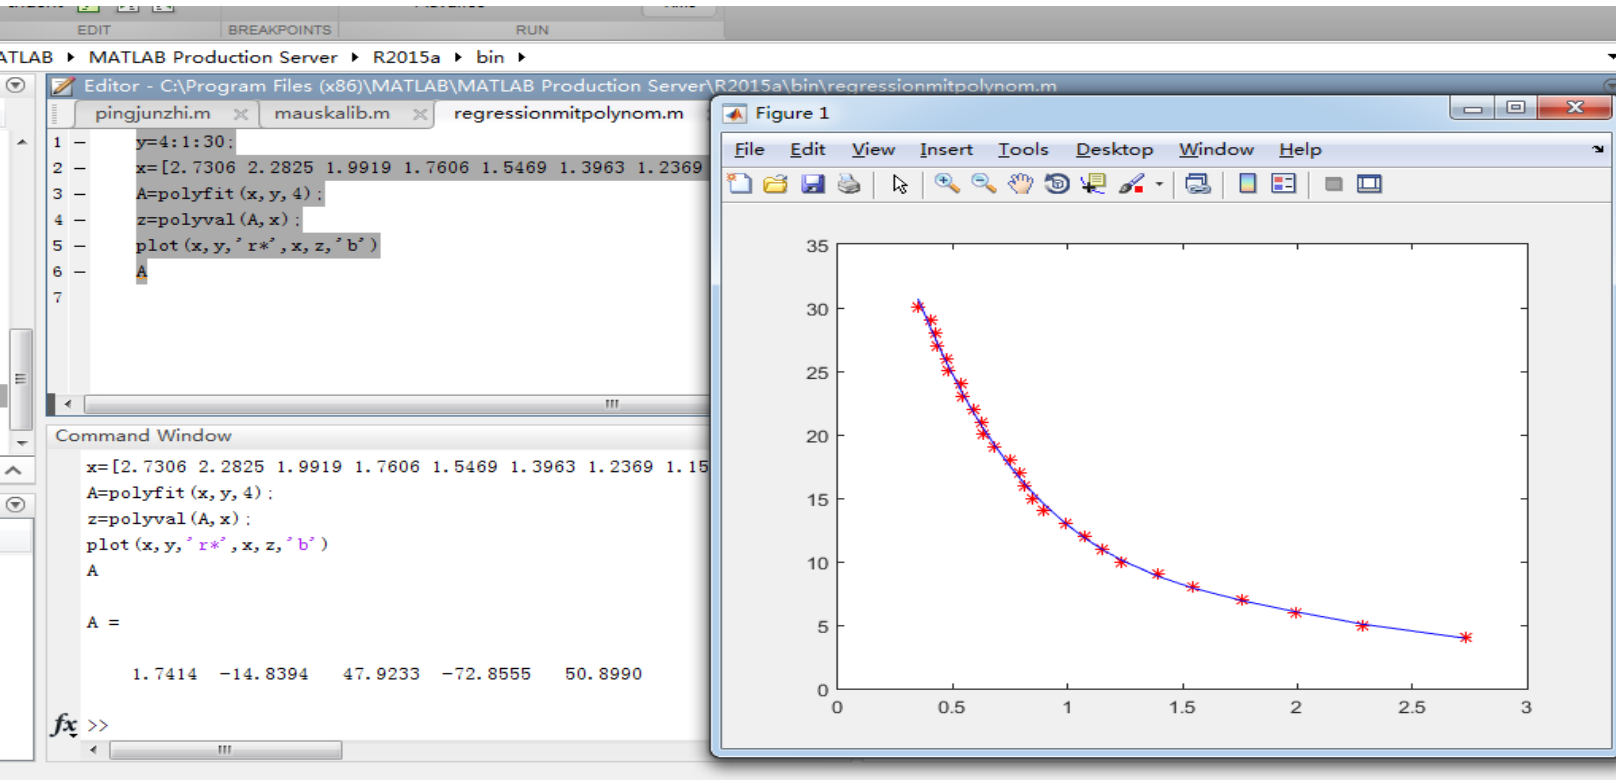 EDIT BREAKPOINTS RUN
ATLAB ▸ MATLAB Production Server ▸ R2015a ▸ bin ▸
Editor - C:\Program Files (x86)\MATLAB\MATLAB Production Server\R2015a\bin\regressionmitpolynom.m
pingjunzhi.m mauskalib.m regressionmitpolynom.m
1 y=4:1:30;
2 x=[2.7306 2.2825 1.9919 1.7606 1.5469 1.3963 1.2369
3 A=polyfit(x,y,4);
4 z=polyval(A,x);
5 plot(x,y,'r*',x,z,'b')
6 A
7
Command Window
x=[2.7306 2.2825 1.9919 1.7606 1.5469 1.3963 1.2369 1.15
A=polyfit(x,y,4);
z=polyval(A,x);
plot(x,y,'r*',x,z,'b')
A
A =
1.7414 -14.8394 47.9233 -72.8555 50.8990
fx >>
Figure 1
File Edit View Insert Tools Desktop Window Help
35
30
25
20
15
10
5
0
0 0.5 1 1.5 2 2.5 3